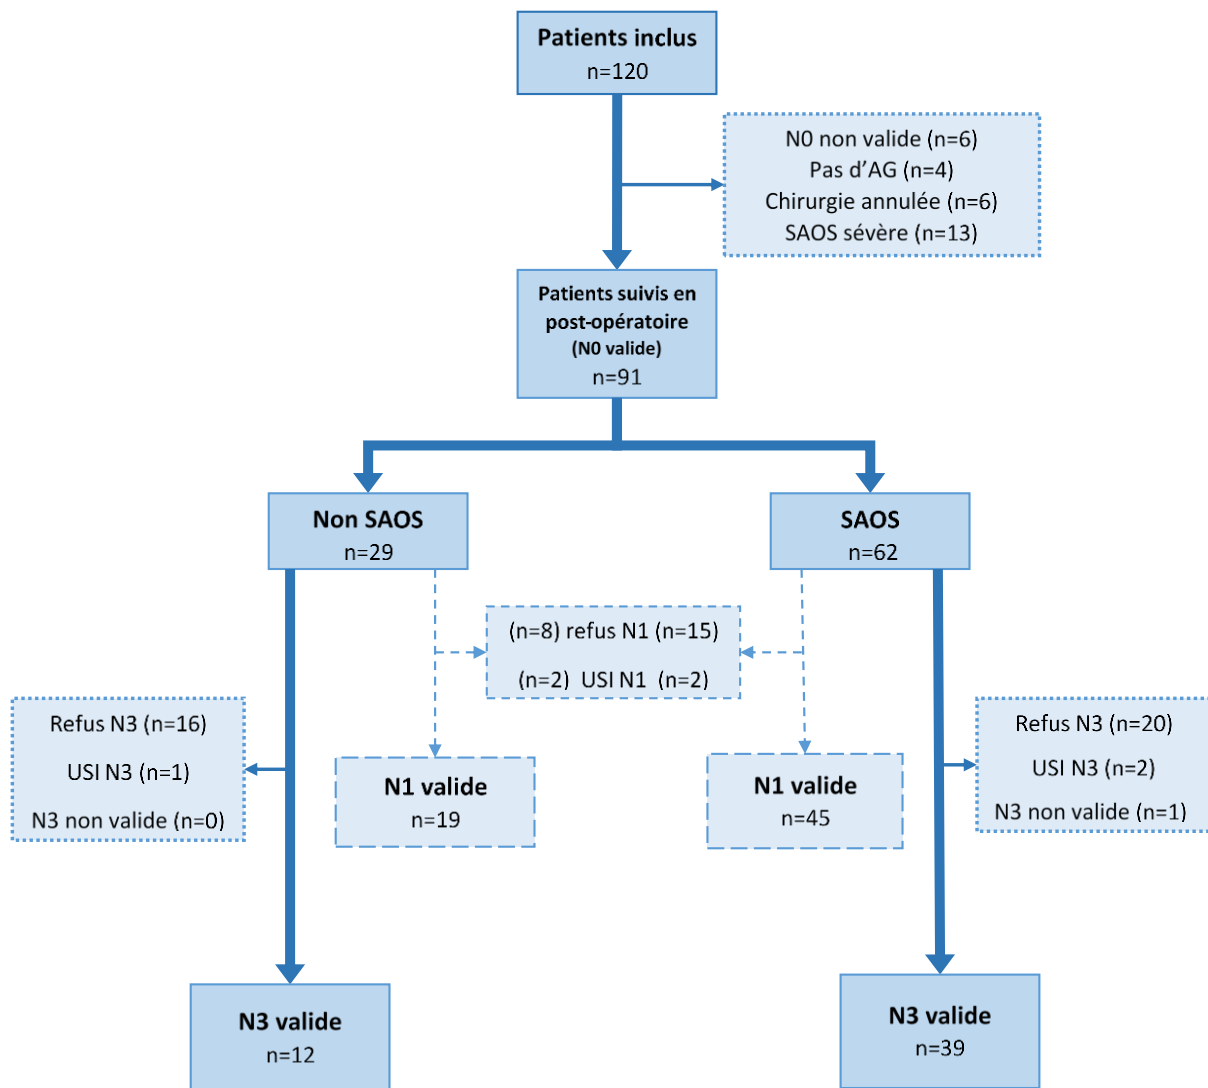 Patients inclus
n=120
N0 non valide (n=6)
Pas d'AG (n=4)
Chirurgie annulée (n=6)
SAOS sévère (n=13)
Patients suivis en
post-opératoire
(N0 valide)
n=91
Non SAOS
n=29
SAOS
n=62
(n=8) refus N1 (n=15)
(n=2) USI N1 (n=2)
Refus N3 (n=16)
USI N3 (n=1)
N3 non valide (n=0)
N1 valide
n=19
N1 valide
n=45
Refus N3 (n=20)
USI N3 (n=2)
N3 non valide (n=1)
N3 valide
n=12
N3 valide
n=39